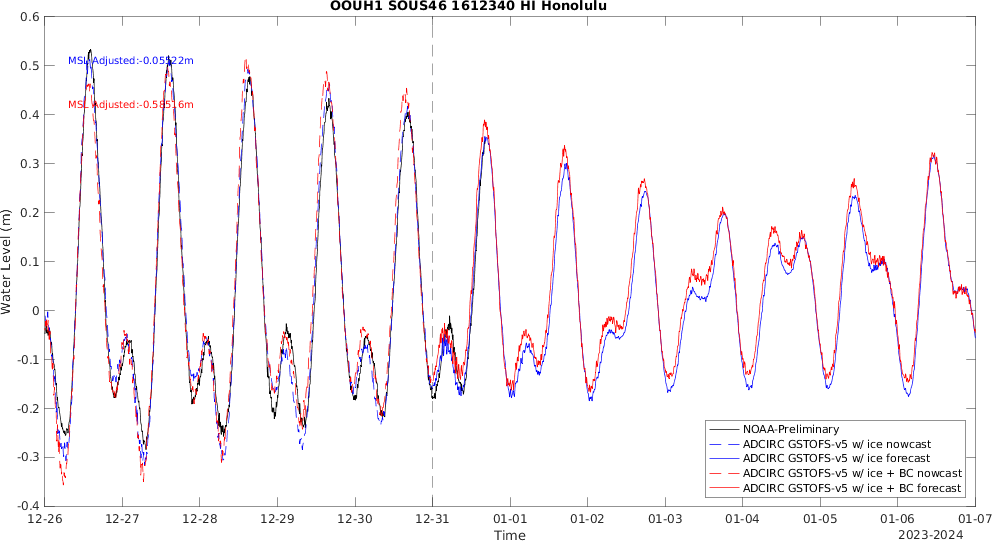 OOUH1 SOUS46 1612340 HI Honolulu
0.6
0.5
0.4
0.3
0.2
0.1
0
-0.1
-0.2
-0.3
-0.4
Water Level (m)
MSL Adjusted:-0.05522m
MSL Adjusted:-0.58516m
NOAA-Preliminary
ADCIRC GSTOFS-v5 w/ ice nowcast
ADCIRC GSTOFS-v5 w/ ice forecast
ADCIRC GSTOFS-v5 w/ ice + BC nowcast
ADCIRC GSTOFS-v5 w/ ice + BC forecast
12-26 12-27 12-28 12-29 12-30 12-31 01-01 01-02 01-03 01-04 01-05 01-06 01-07
Time
2023-2024